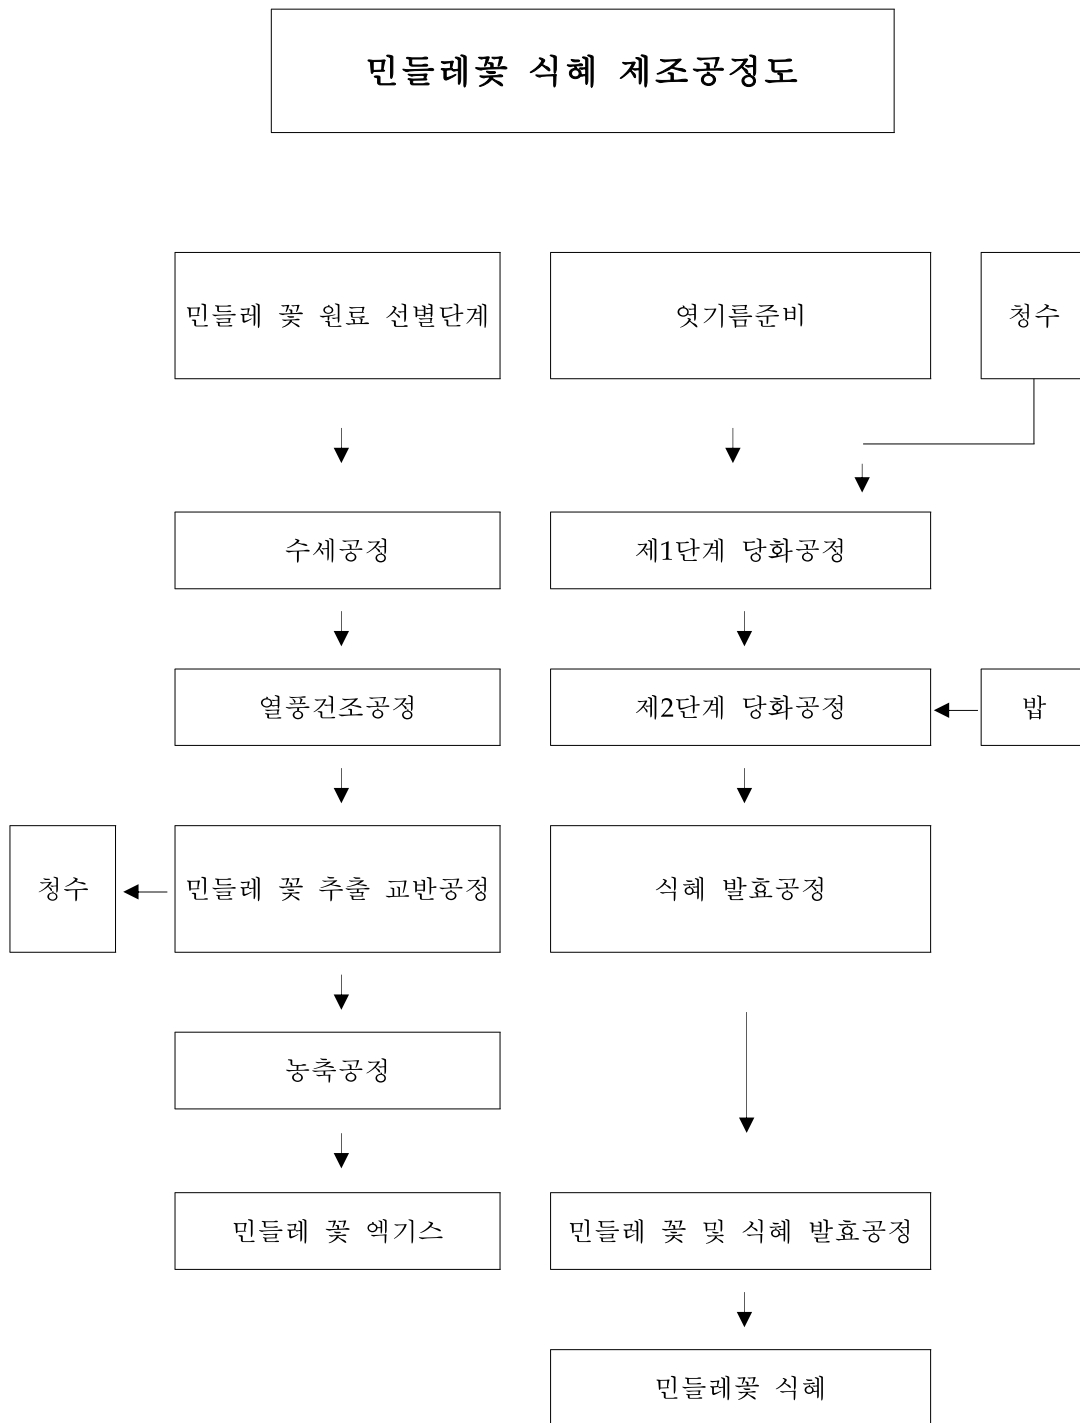 민들레꽃 식혜 제조공정도
민들레 꽃 원료 선별단계
엿기름준비
청수
수세공정
제1단계 당화공정
열풍건조공정
제2단계 당화공정
밥
청수
민들레 꽃 추출 교반공정
식혜 발효공정
농축공정
민들레 꽃 엑기스
민들레 꽃 및 식혜 발효공정
민들레꽃 식혜